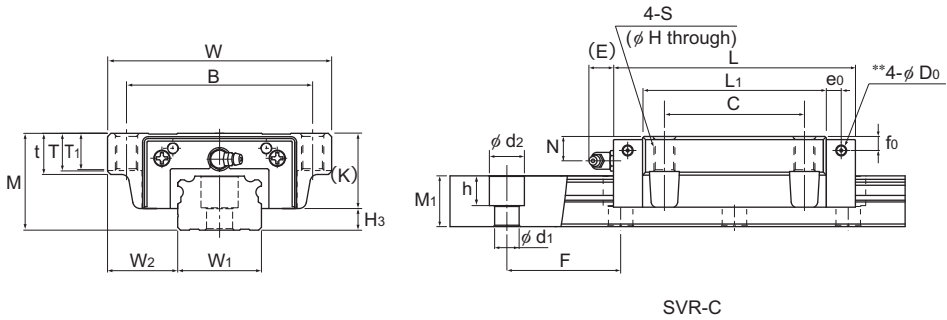 W
B
t
T
T1
M
(K)
H3
W2
W1
4-S
(φ H through)
(E)
L
L1
e0
**4-φ D0
C
N
f0
φ d2
h
M1
φ d1
F
SVR-C